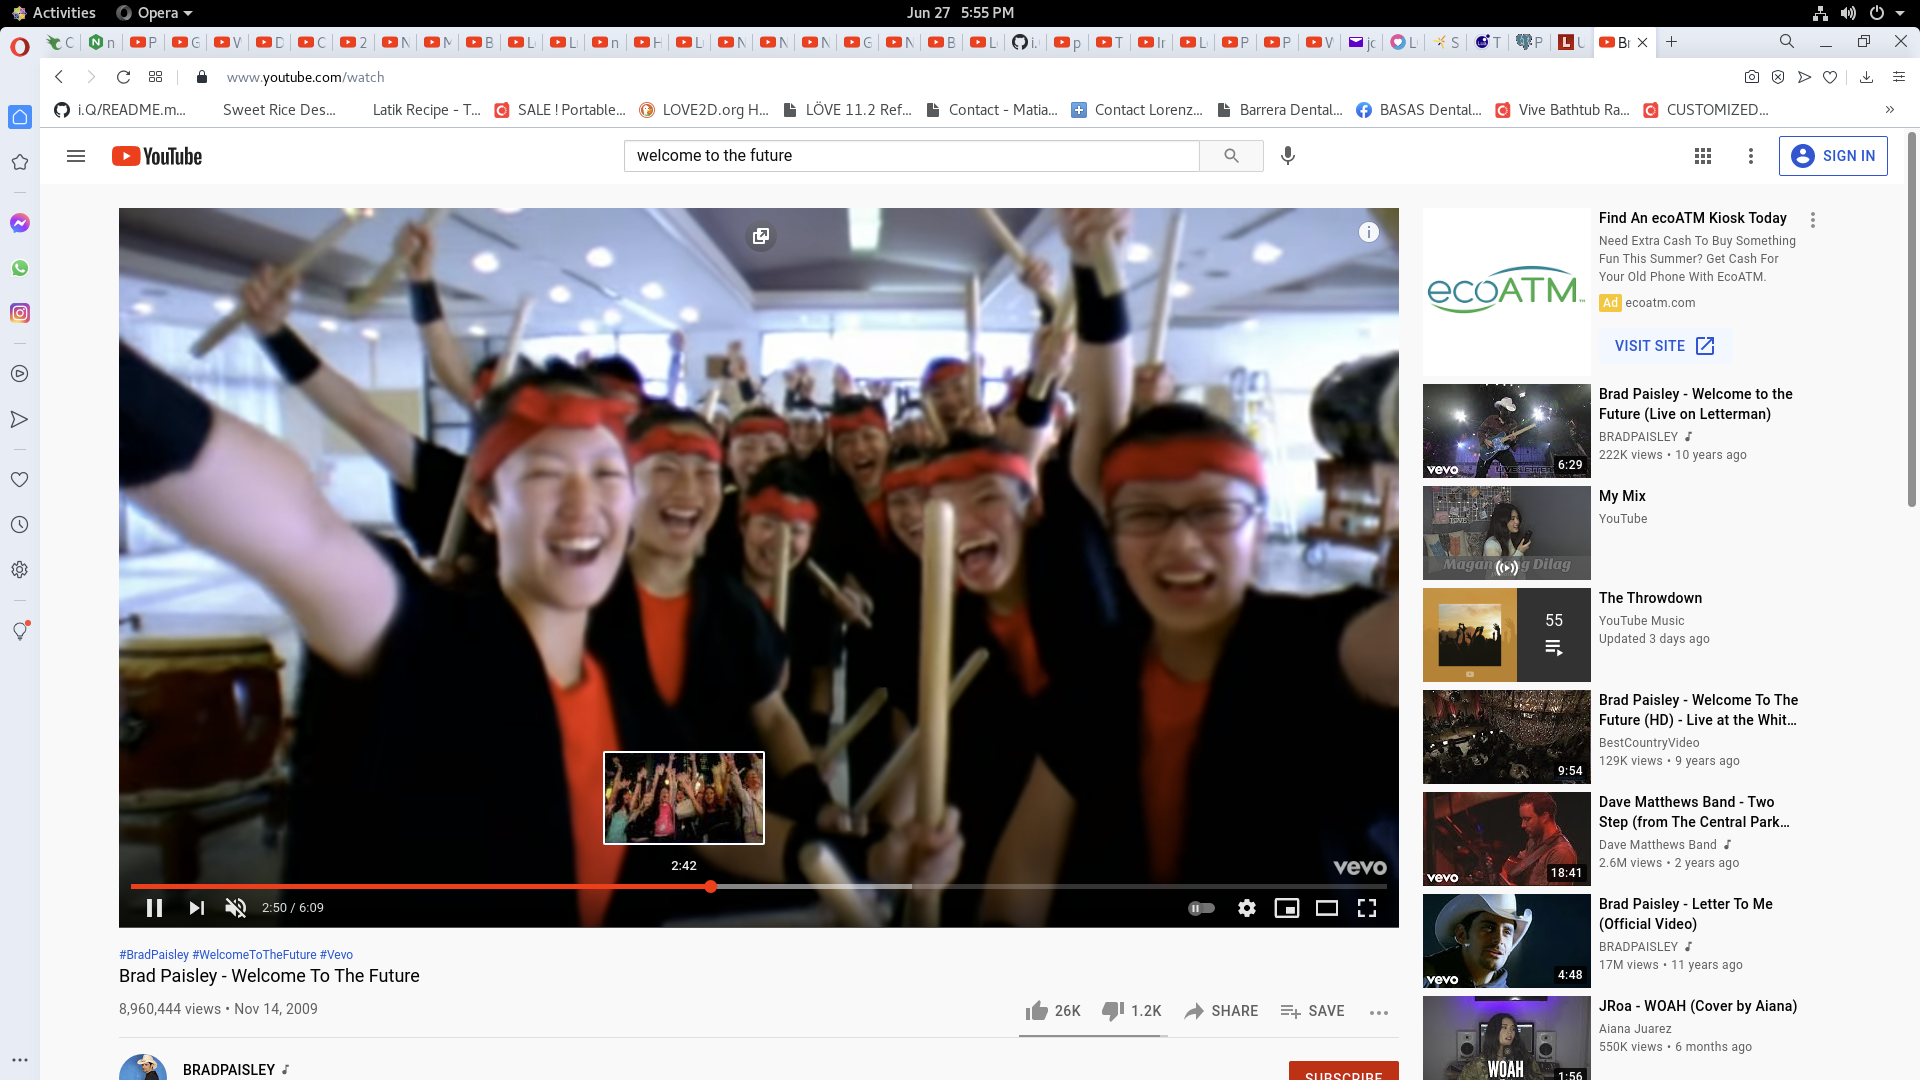 Activities
Opera
Jun 27 5:55 PM
www.youtube.com/watch
i.Q/README.m...
Sweet Rice Des...
Latik Recipe - T...
SALE ! Portable...
LOVE2D.org H...
LÖVE 11.2 Ref...
Contact - Matia...
Contact Lorenz...
Barrera Dental...
BASAS Dental...
Vive Bathtub Ra...
CUSTOMIZED...
YouTube
welcome to the future
SIGN IN
2:42
vevo
2:50 / 6:09
#BradPaisley #WelcomeToTheFuture #Vevo
Brad Paisley - Welcome To The Future
8,960,444 views • Nov 14, 2009
26K
1.2K
SHARE
SAVE
BRADPAISLEY
SUBSCRIBE
ecoATM
Find An ecoATM Kiosk Today
Need Extra Cash To Buy Something
Fun This Summer? Get Cash For
Your Old Phone With EcoATM.
Ad ecoatm.com
VISIT SITE
vevo
6:29
Brad Paisley - Welcome to the
Future (Live on Letterman)
BRADPAISLEY
222K views • 10 years ago
My Mix
YouTube
55
The Throwdown
YouTube Music
Updated 3 days ago
9:54
Brad Paisley - Welcome To The
Future (HD) - Live at the Whit...
BestCountryVideo
129K views • 9 years ago
vevo
18:41
Dave Matthews Band - Two
Step (from The Central Park...
Dave Matthews Band
2.6M views • 2 years ago
vevo
4:48
Brad Paisley - Letter To Me
(Official Video)
BRADPAISLEY
17M views • 11 years ago
WOAH
1:56
JRoa - WOAH (Cover by Aiana)
Aiana Juarez
550K views • 6 months ago